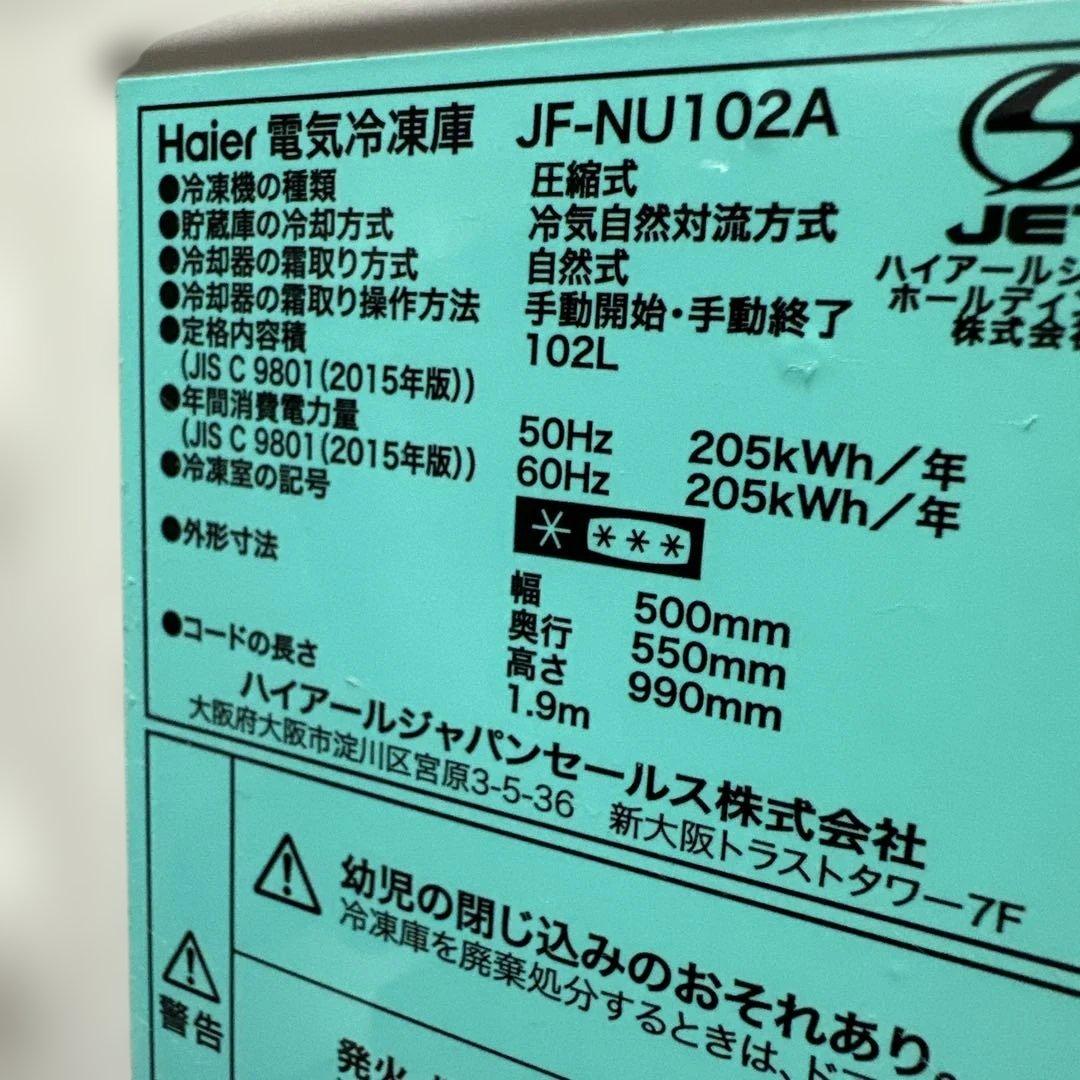 Haier 電気冷凍庫 JF-NU102A
●冷凍機の種類 圧縮式
●貯蔵庫の冷却方式 冷気自然対流方式
●冷却器の霜取り方式 自然式
●冷却器の霜取り操作方法 手動開始・手動終了
●定格内容積 102L
(JIS C 9801(2015年版))
●年間消費電力量 50Hz 205kWh／年
(JIS C 9801(2015年版)) 60Hz 205kWh／年
●冷凍室の記号 * ***
●外形寸法 幅 500mm
奥行 550mm
高さ 990mm
●コードの長さ 1.9m
ハイアールジャパンセールス株式会社
大阪府大阪市淀川区宮原3-5-36 新大阪トラストタワー7F
JET
ハイアールジ
ホールディ
株式会
警告
幼児の閉じ込みのおそれあり。
冷凍庫を廃棄処分するときは、ド
発火